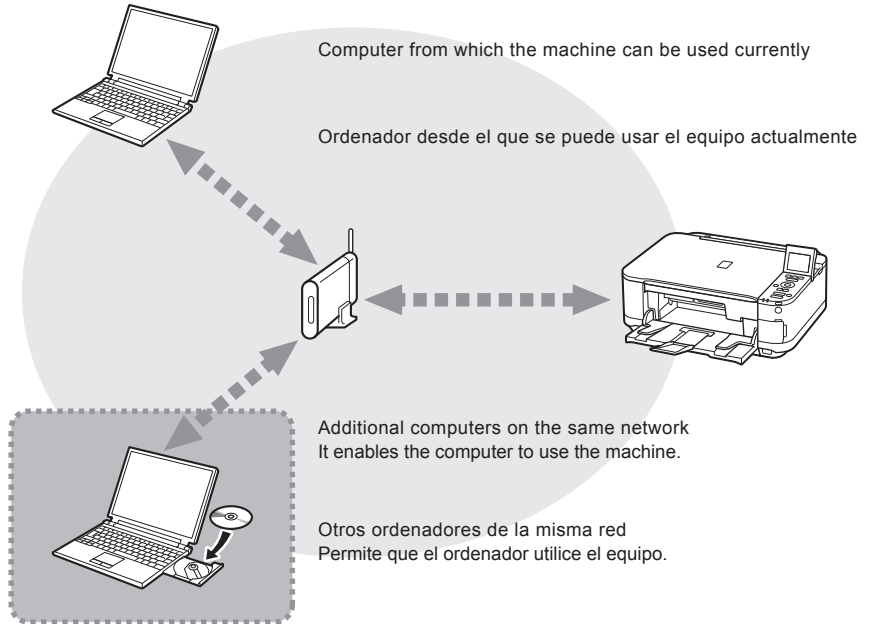 Computer from which the machine can be used currently
Ordenador desde el que se puede usar el equipo actualmente
Additional computers on the same network
It enables the computer to use the machine.
Otros ordenadores de la misma red
Permite que el ordenador utilice el equipo.